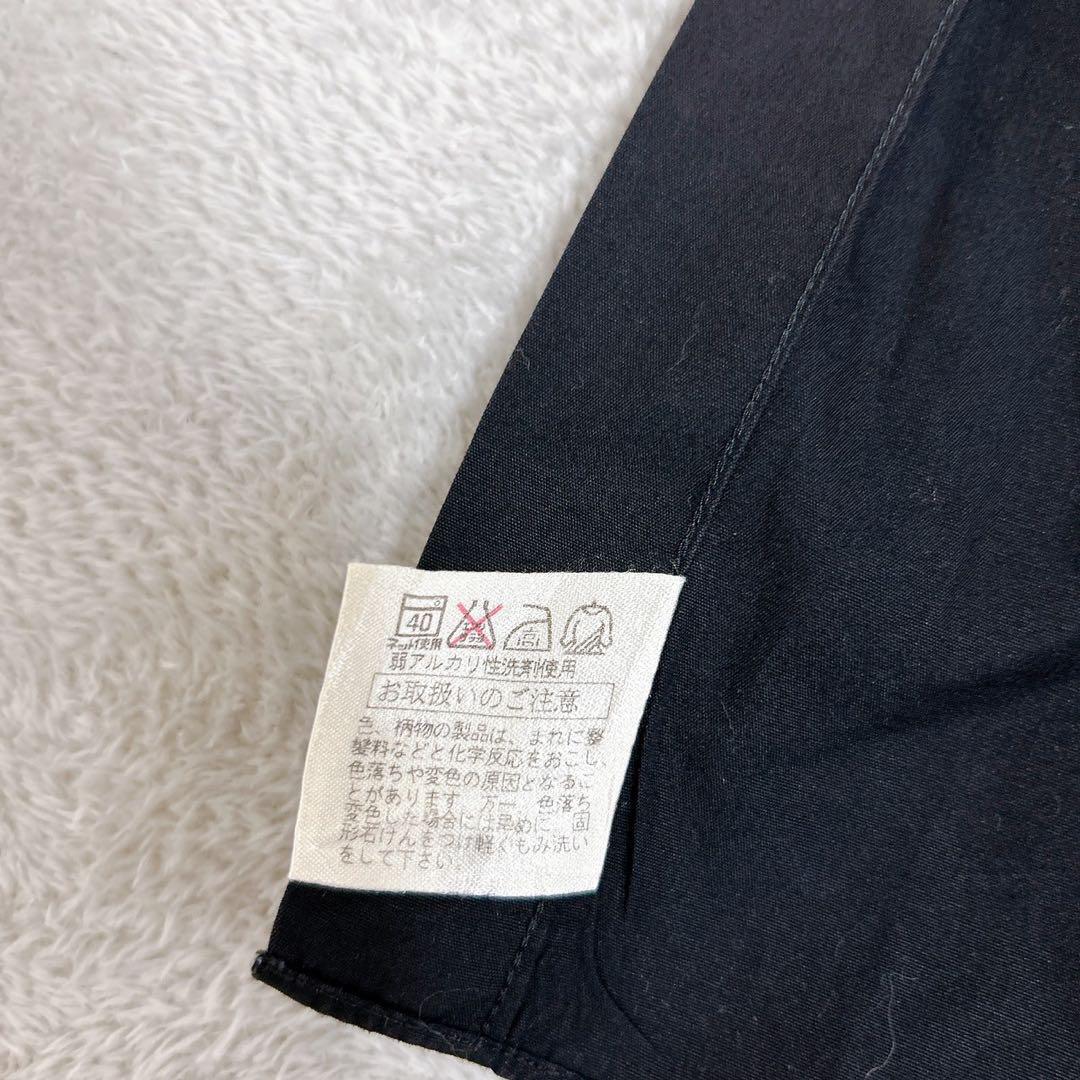 40
ネット使用
高
弱アルカリ性洗剤使用
お取扱いのご注意
色、柄物の製品は、まれに整
髪料などと化学反応をおこし、
色落ちや変色の原因となるこ
とがあります 万一 色落ち
変色した場合には早めに 固
形石けんをつけ軽くもみ洗い
をして下さい。